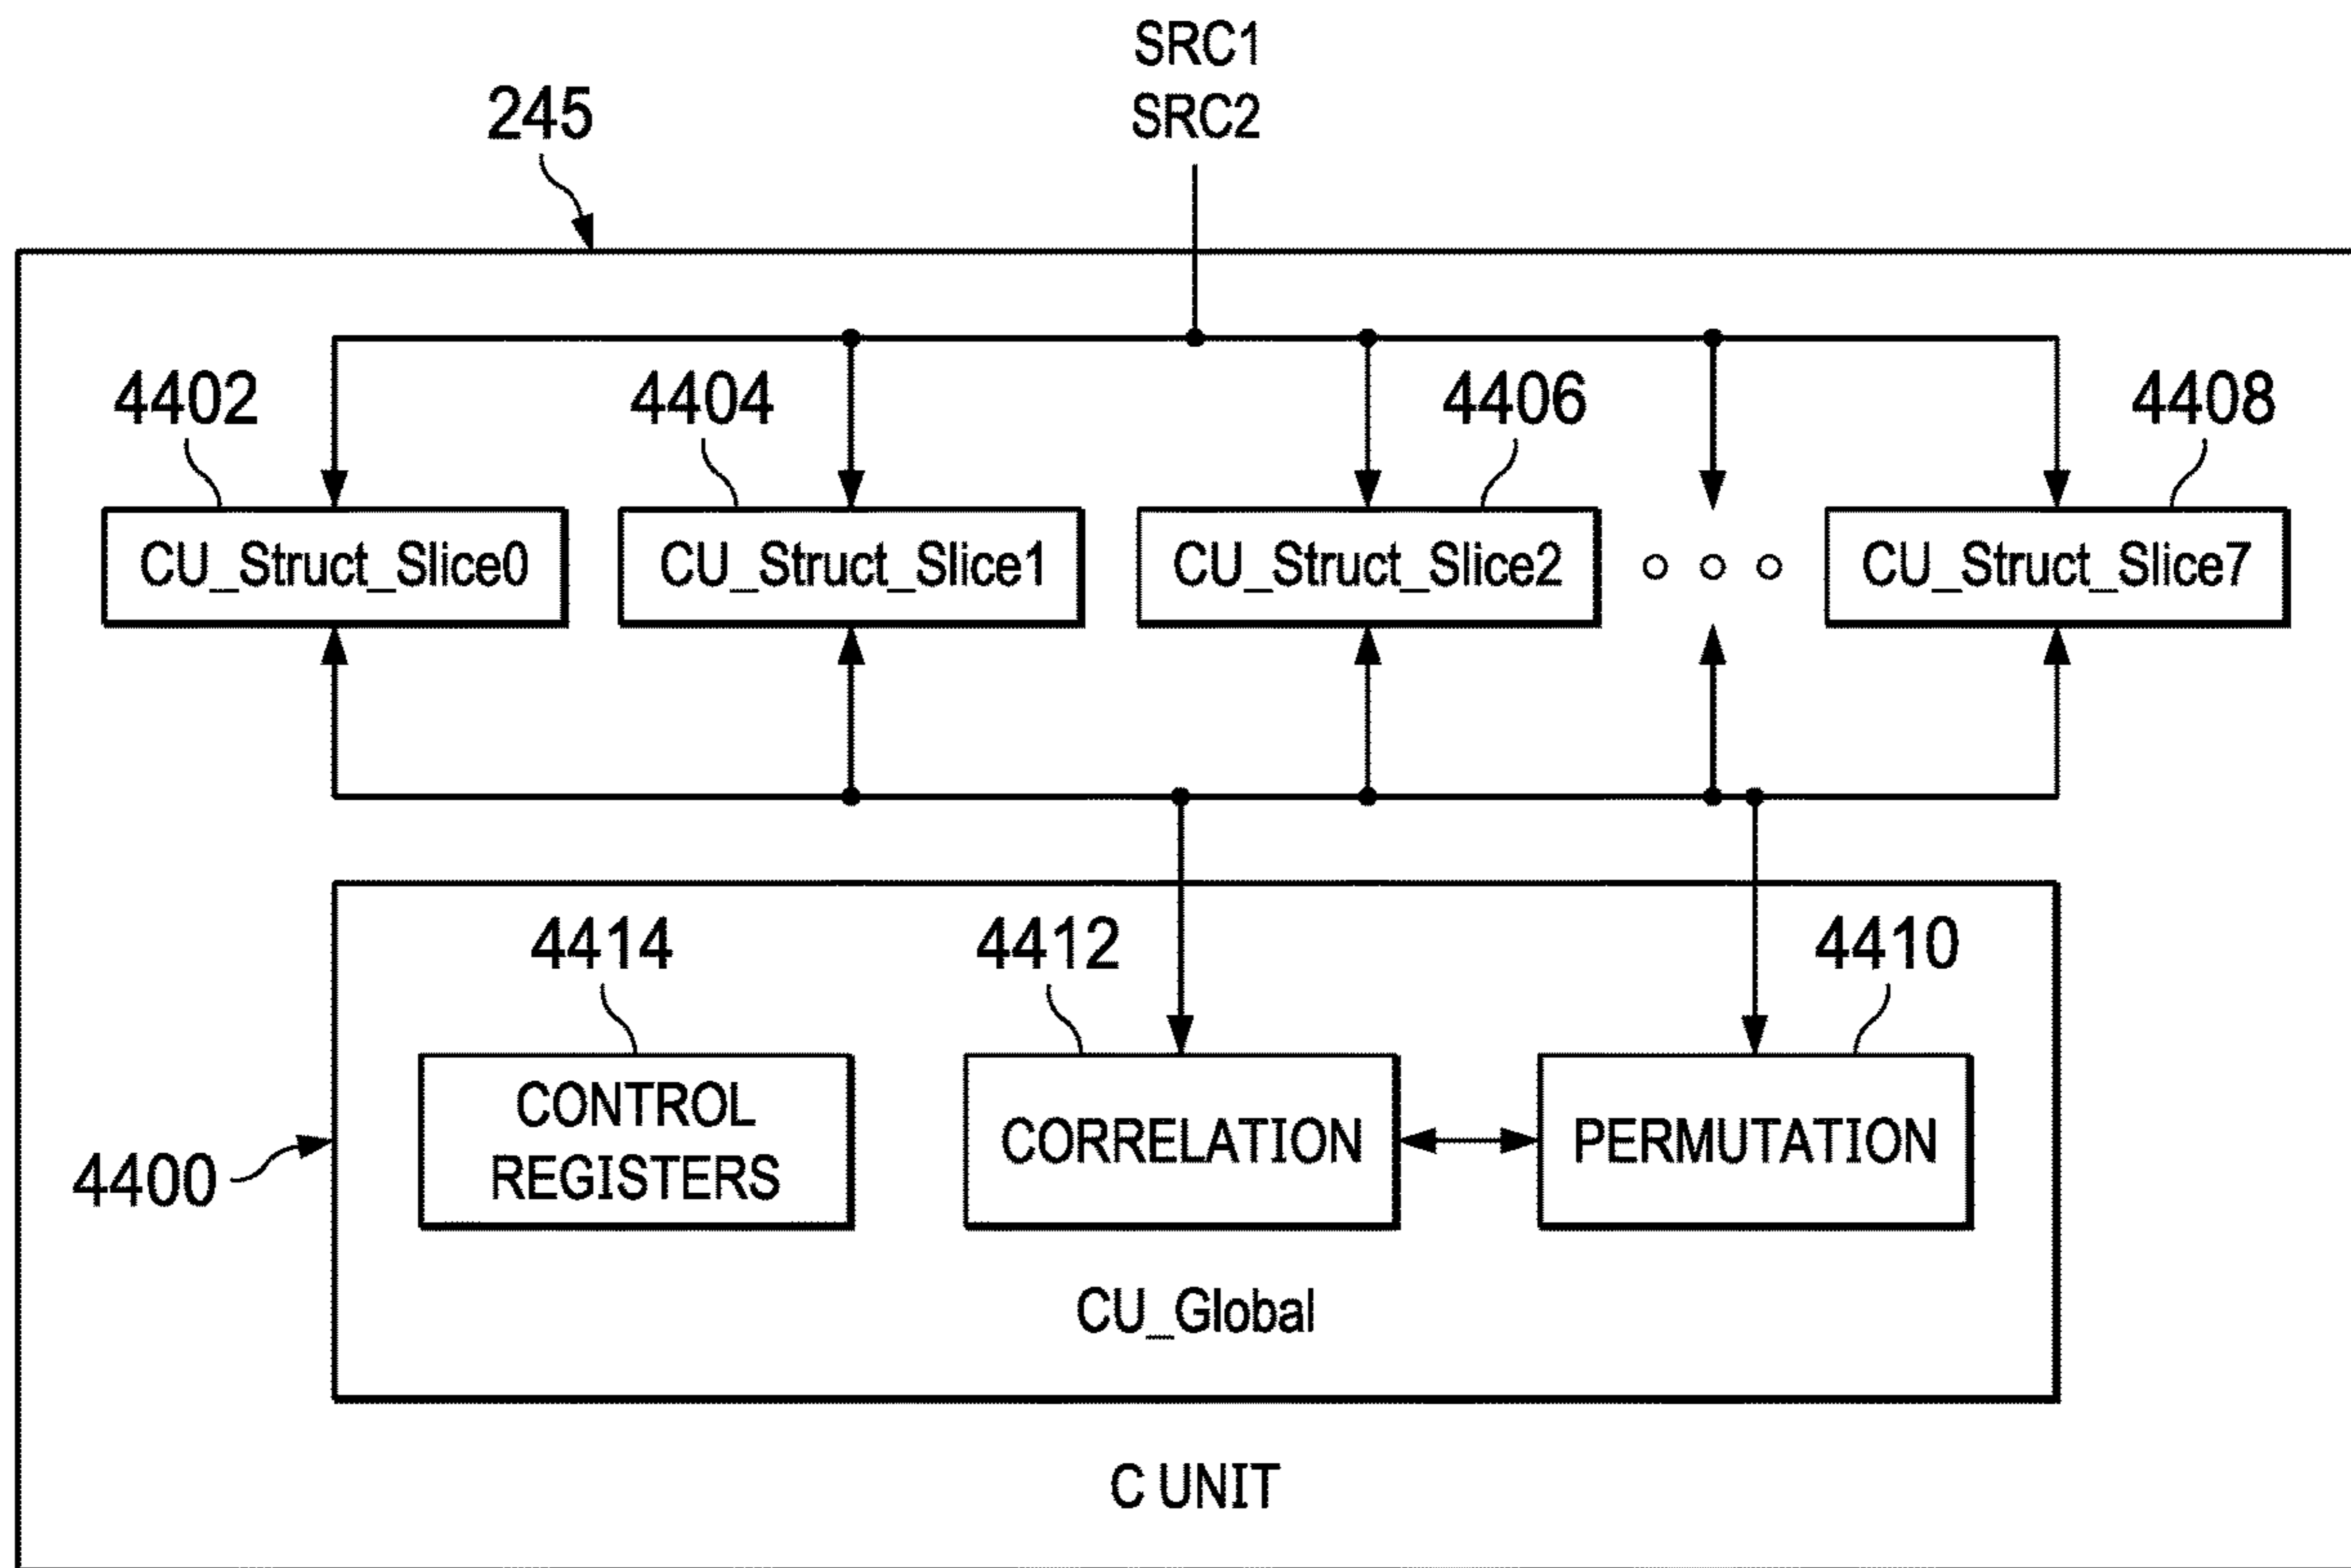 SRC1
SRC2
245
4402
4404
4406
4408
CU_Struct_Slice0
CU_Struct_Slice1
CU_Struct_Slice2
CU_Struct_Slice7
4414
4412
4410
CONTROL
REGISTERS
CORRELATION
PERMUTATION
4400
CU_Global
C UNIT